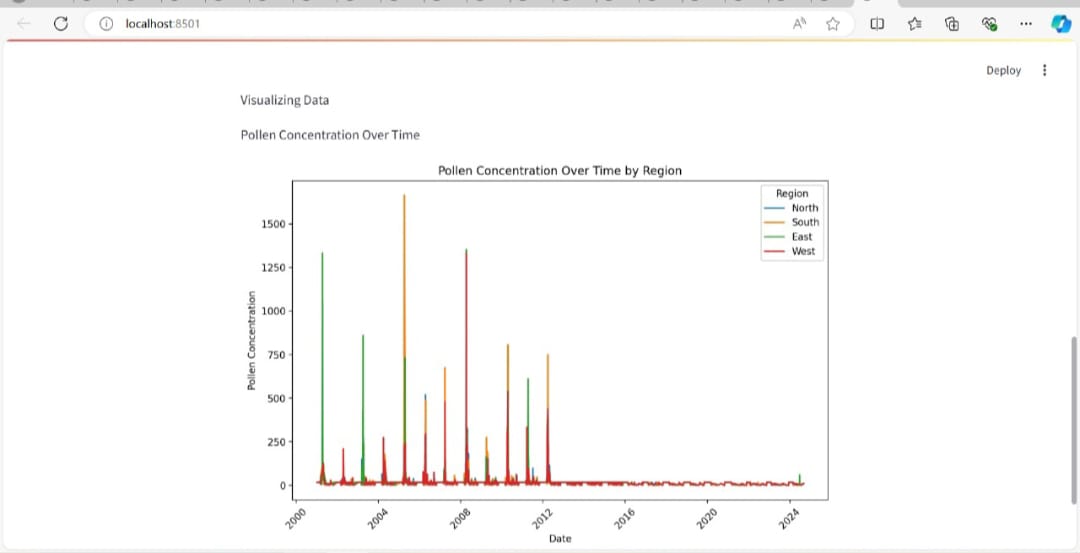 localhost:8501
Deploy
Visualizing Data
Pollen Concentration Over Time
Pollen Concentration Over Time by Region
Region
North
South
East
West
Pollen Concentration
1500
1250
1000
750
500
250
0
2000
2004
2008
2012
2016
2020
2024
Date